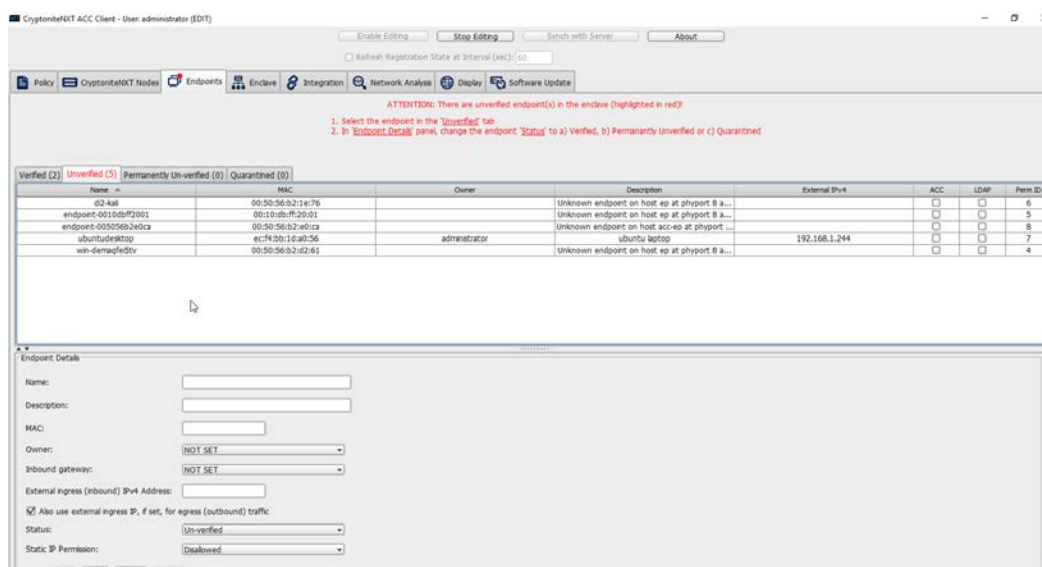 CryptoniteNXT ACC Client - User: administrator (EDIT)
Enable Editing Stop Editing Synch with Server About
Refresh Registration State at Interval (sec): 60
Policy CryptoniteNXT Nodes Endpoints Enclave Integration Network Analysis Display Software Update
ATTENTION: There are unverified endpoint(s) in the enclave (highlighted in red)!
1. Select the endpoint in the 'Unverified' tab
2. In 'Endpoint Details' panel, change the endpoint 'Status' to a) Verified, b) Permanantly Unverified or c) Quarantined
Verified (2) Unverified (5) Permanently Un-verified (0) Quarantined (0)
Name MAC Owner Description External IPv4 ACC LDAP Perm ID
di2-kali 00:50:56:b2:1e:76 Unknown endpoint on host ep at phyport 8 a... 6
endpoint-0010dbff2001 00:10:db:ff:20:01 Unknown endpoint on host ep at phyport 8 a... 5
endpoint-005056b2e0ca 00:50:56:b2:e0:ca Unknown endpoint on host acc-ep at phyport ... 8
ubuntudesktop ec:f4:bb:1d:a0:56 administrator ubuntu laptop 192.168.1.244 7
win-demaqfeditv 00:50:56:b2:d2:61 Unknown endpoint on host ep at phyport 8 a... 4
Endpoint Details
Name:
Description:
MAC:
Owner: NOT SET
Inbound gateway: NOT SET
External ingress (inbound) IPv4 Address:
Also use external ingress IP, if set, for egress (outbound) traffic
Status: Un-verified
Static IP Permission: Disallowed